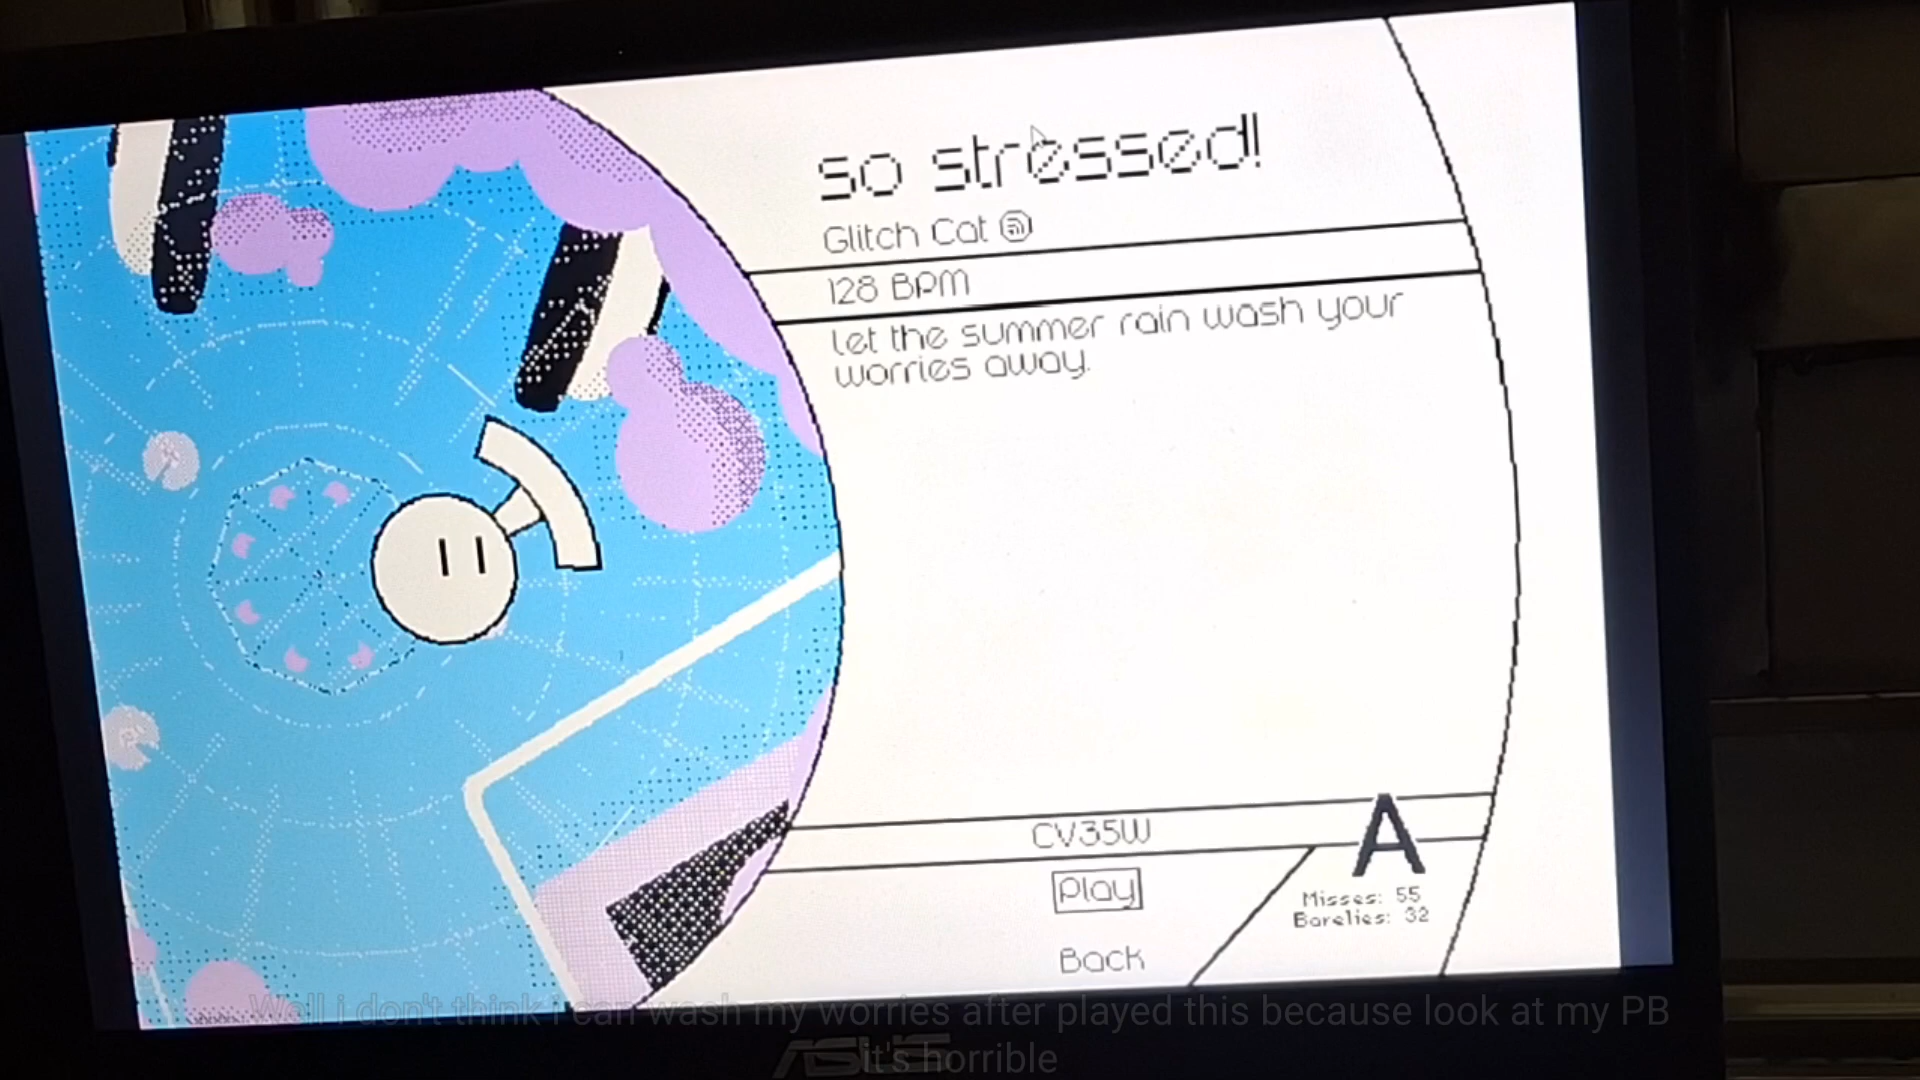 so stressed!
Glitch Cat
128 BPM
Let the summer rain wash your
worries away.
CV35W
A
Play
Misses: 55
Barelies: 32
Back
Well i don't think i can wash my worries after played this because look at my PB
it's horrible
ASUS